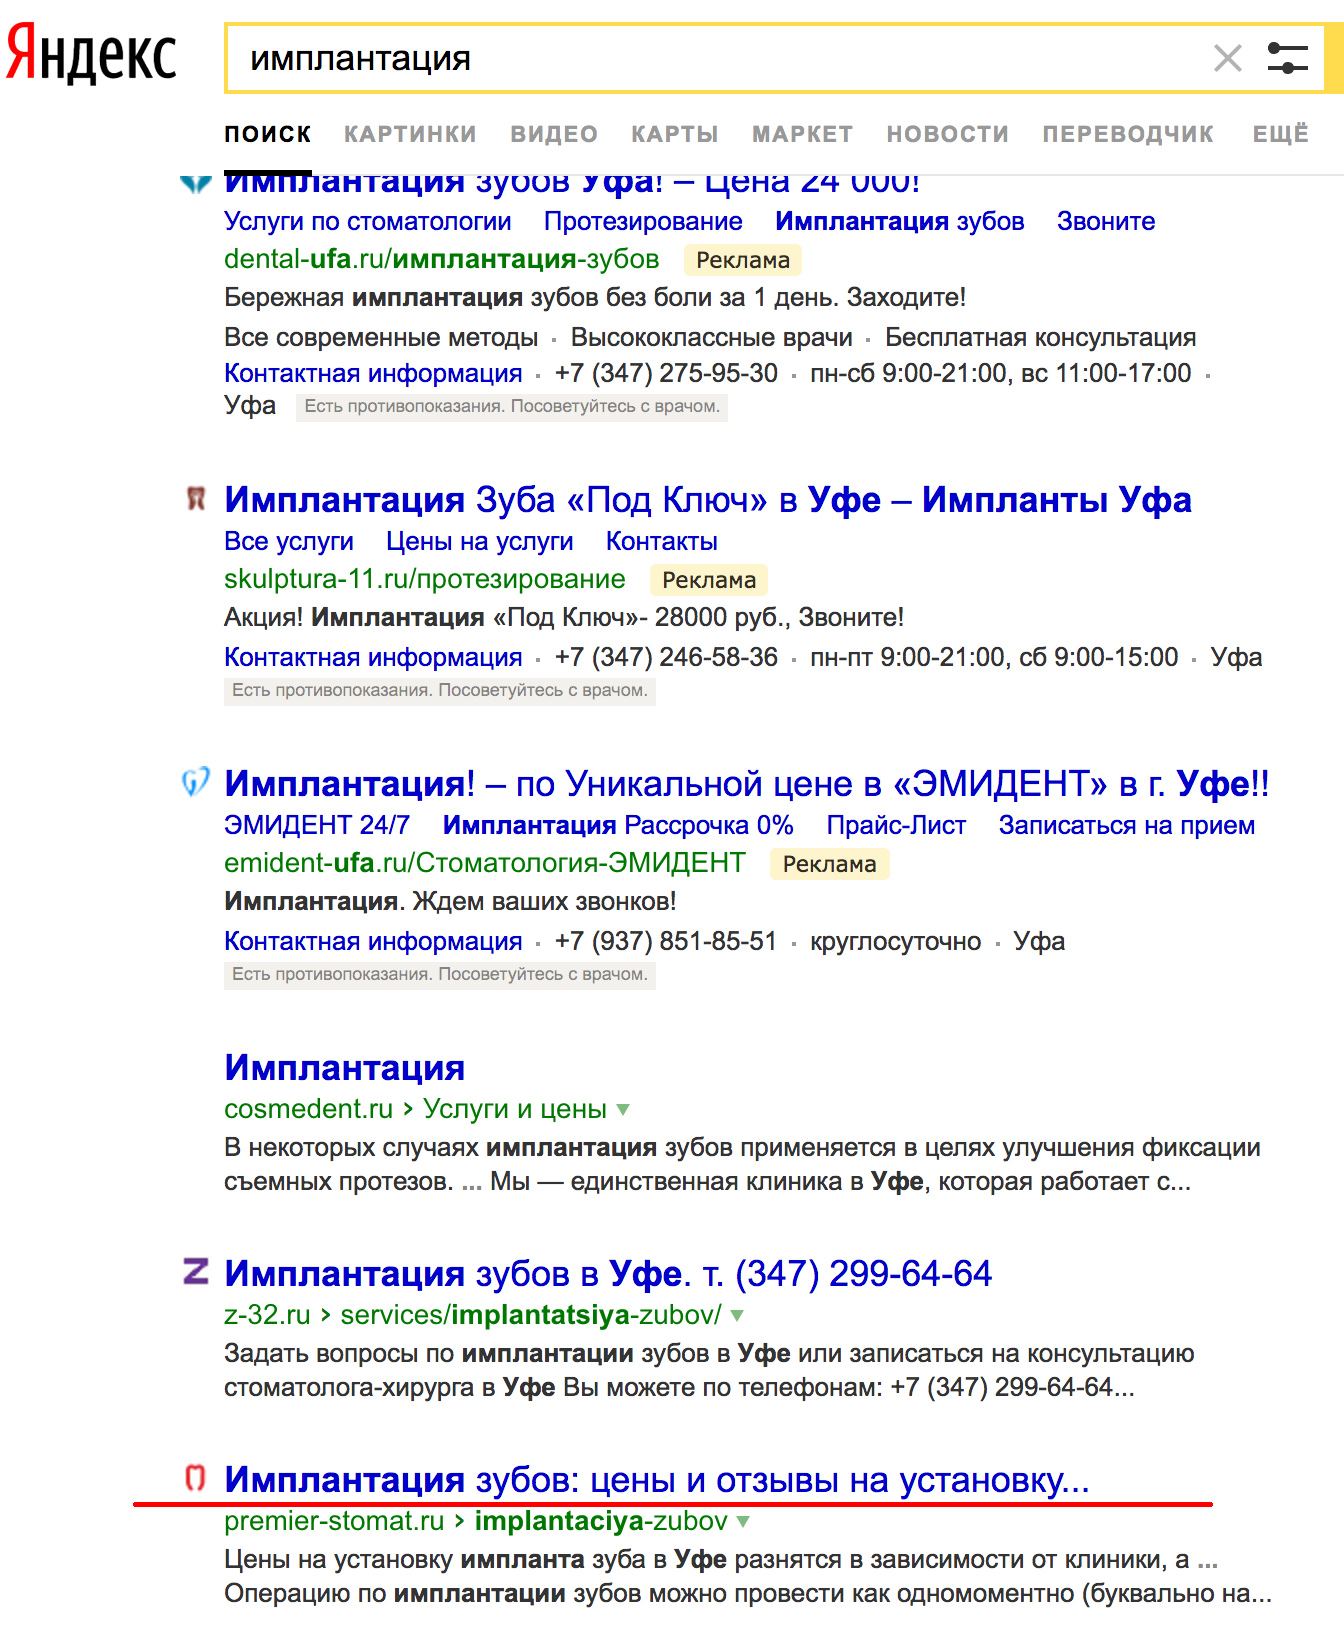 Яндекс
имплантация
ПОИСК КАРТИНКИ ВИДЕО КАРТЫ МАРКЕТ НОВОСТИ ПЕРЕВОДЧИК ЕЩЁ
Имплантация зубов Уфа! – Цена 24 000!
Услуги по стоматологии Протезирование Имплантация зубов Звоните
dental-ufa.ru/имплантация-зубов Реклама
Бережная имплантация зубов без боли за 1 день. Заходите!
Все современные методы · Высококлассные врачи · Бесплатная консультация
Контактная информация · +7 (347) 275-95-30 · пн-сб 9:00-21:00, вс 11:00-17:00 ·
Уфа Есть противопоказания. Посоветуйтесь с врачом.
Имплантация Зуба «Под Ключ» в Уфе – Импланты Уфа
Все услуги Цены на услуги Контакты
skulptura-11.ru/протезирование Реклама
Акция! Имплантация «Под Ключ»- 28000 руб., Звоните!
Контактная информация · +7 (347) 246-58-36 · пн-пт 9:00-21:00, сб 9:00-15:00 · Уфа
Есть противопоказания. Посоветуйтесь с врачом.
Имплантация! – по Уникальной цене в «ЭМИДЕНТ» в г. Уфе!!
ЭМИДЕНТ 24/7 Имплантация Рассрочка 0% Прайс-Лист Записаться на прием
emident-ufa.ru/Стоматология-ЭМИДЕНТ Реклама
Имплантация. Ждем ваших звонков!
Контактная информация · +7 (937) 851-85-51 · круглосуточно · Уфа
Есть противопоказания. Посоветуйтесь с врачом.
Имплантация
cosmedent.ru › Услуги и цены
В некоторых случаях имплантация зубов применяется в целях улучшения фиксации
съемных протезов. ... Мы — единственная клиника в Уфе, которая работает с...
Имплантация зубов в Уфе. т. (347) 299-64-64
z-32.ru › services/implantatsiya-zubov/
Задать вопросы по имплантации зубов в Уфе или записаться на консультацию
стоматолога-хирурга в Уфе Вы можете по телефонам: +7 (347) 299-64-64...
Имплантация зубов: цены и отзывы на установку...
premier-stomat.ru › implantaciya-zubov
Цены на установку импланта зуба в Уфе разнятся в зависимости от клиники, а ...
Операцию по имплантации зубов можно провести как одномоментно (буквально на...